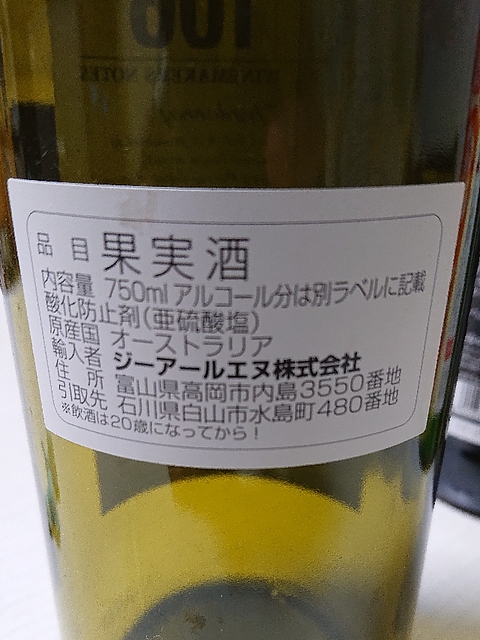 106
WINEMAKERS NOTES
Chardonnay
品目 果実酒
内容量 750ml アルコール分は別ラベルに記載
酸化防止剤(亜硫酸塩)
原産国 オーストラリア
輸入者 ジーアールエヌ株式会社
住所 富山県高岡市内島3550番地
引取先 石川県白山市水島町480番地
※飲酒は20歳になってから!